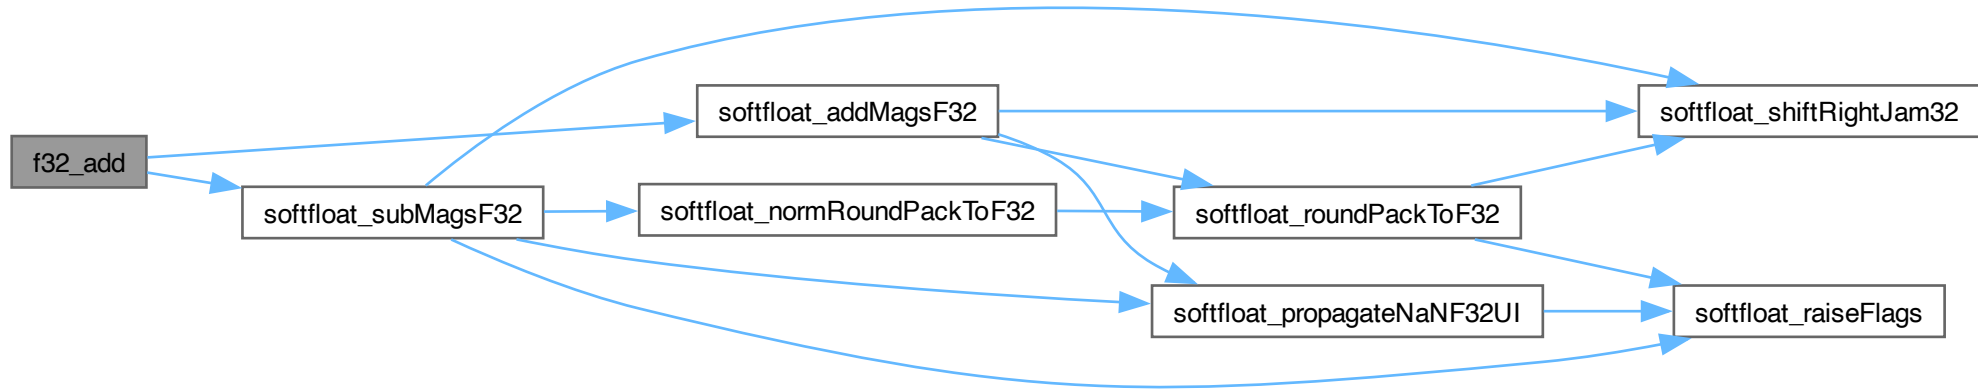 f32_add
softfloat_addMagsF32
softfloat_subMagsF32
softfloat_normRoundPackToF32
softfloat_roundPackToF32
softfloat_propagateNaNF32UI
softfloat_shiftRightJam32
softfloat_raiseFlags